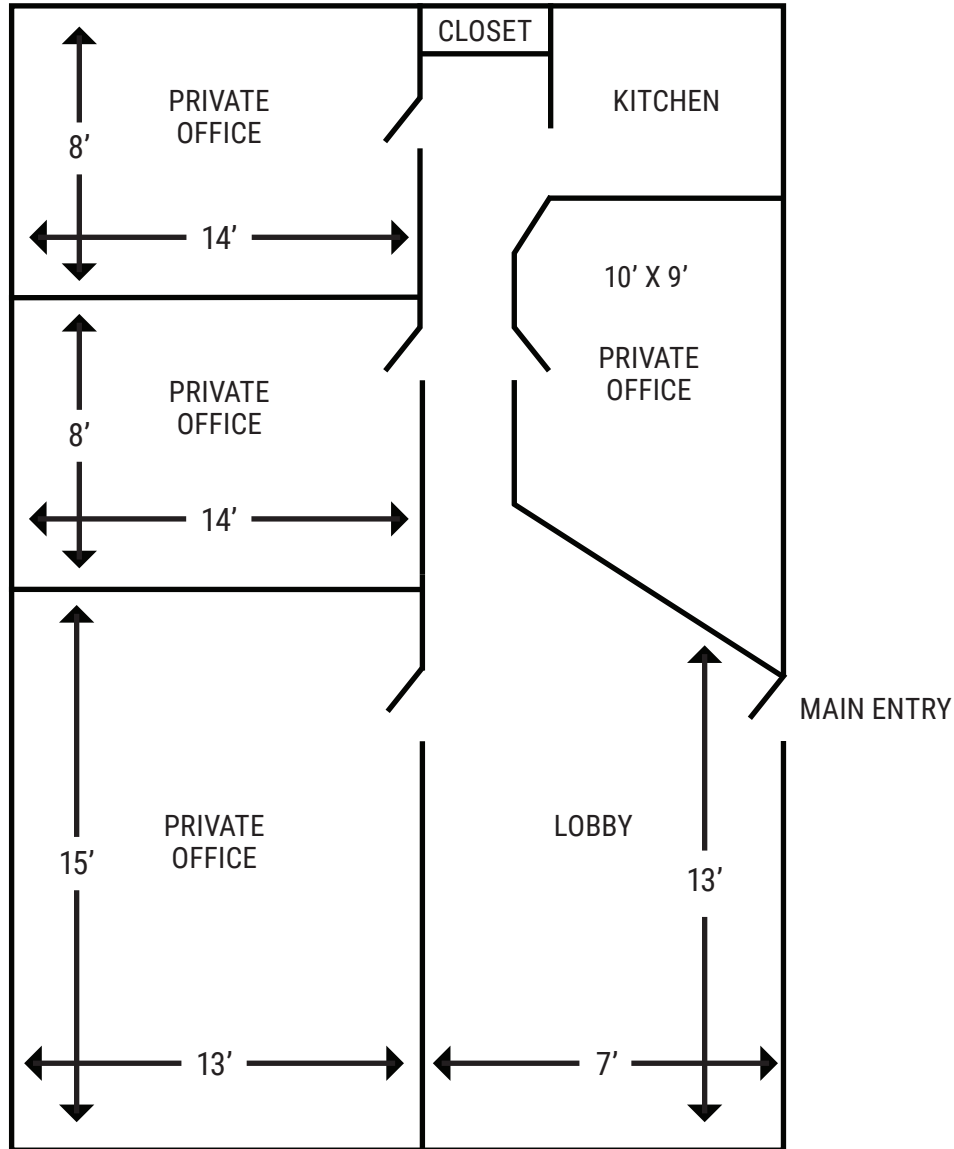 CLOSET
PRIVATE
OFFICE
KITCHEN
8’
14’
10’ X 9’
PRIVATE
OFFICE
PRIVATE
OFFICE
8’
14’
MAIN ENTRY
PRIVATE
OFFICE
LOBBY
15’
13’
13’
7’